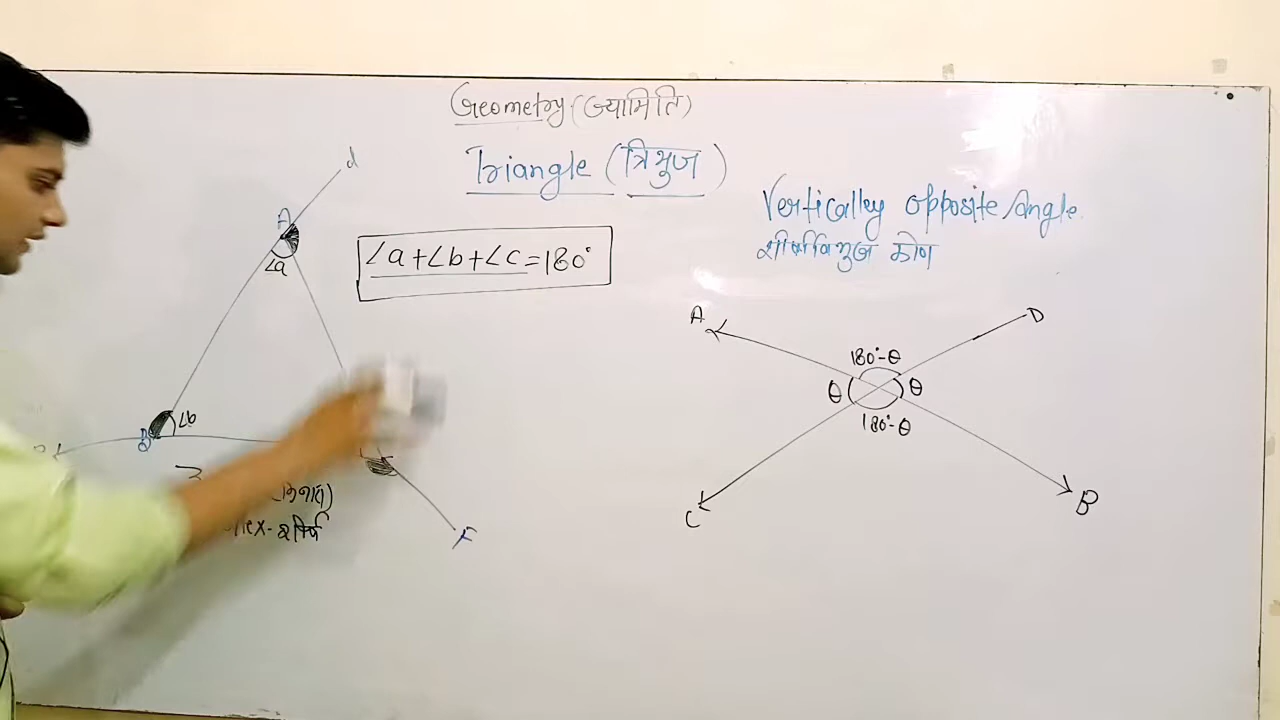 Geometry (ज्यामिति)
Triangle (त्रिभुज)
Vertically opposite Angle
शीर्षाभिमुख कोण
∠a+∠b+∠c=180°
d
A
∠a
∠b
B
F
A
D
180°-θ
θ
θ
180°-θ
C
B